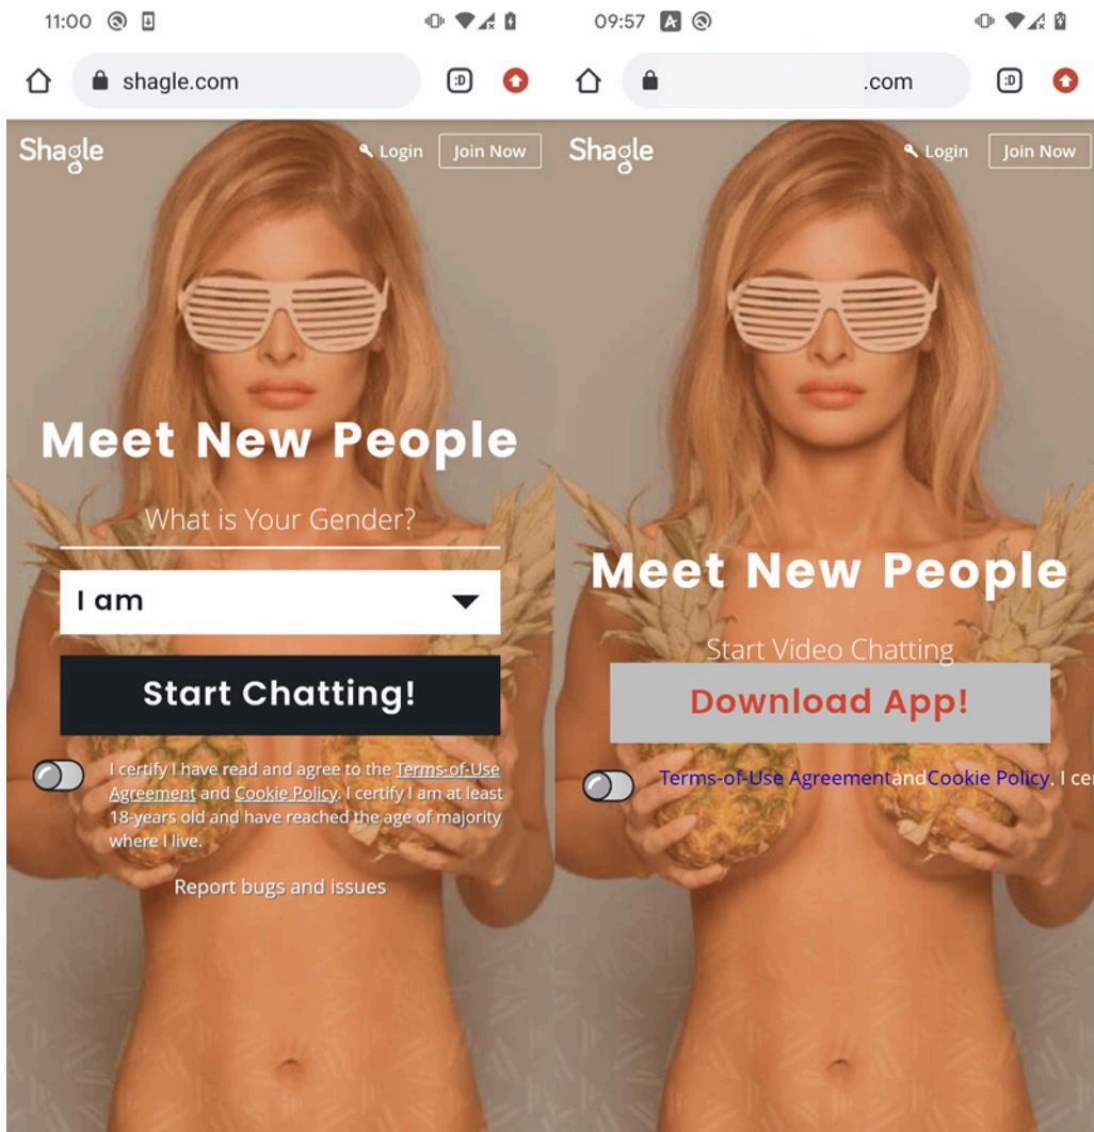 11:00
shagle.com
:D
Shagle
Login
Join Now
Meet New People
What is Your Gender?
I am
Start Chatting!
I certify I have read and agree to the Terms-of-Use
Agreement and Cookie Policy. I certify I am at least
18-years old and have reached the age of majority
where I live.
Report bugs and issues
09:57
.com
:D
Shagle
Login
Join Now
Meet New People
Start Video Chatting
Download App!
Terms-of-Use AgreementandCookie Policy. I cer